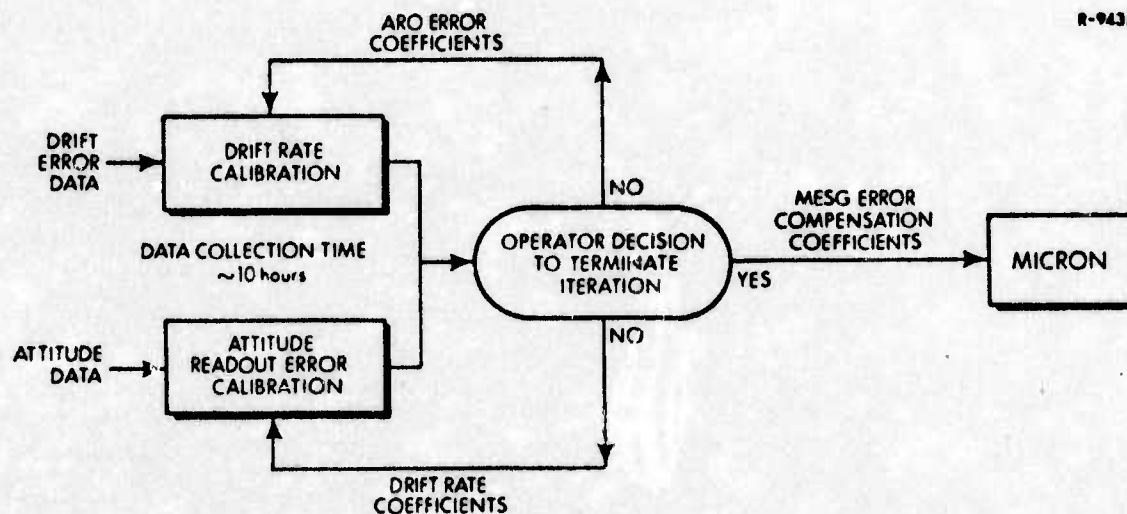 R-943
ARO ERROR
COEFFICIENTS
DRIFT
ERROR
DATA
DRIFT RATE
CALIBRATION
NO
MESG ERROR
COMPENSATION
COEFFICIENTS
DATA COLLECTION TIME
~10 hours
OPERATOR DECISION
TO TERMINATE
ITERATION
YES
MICRON
NO
ATTITUDE
DATA
ATTITUDE
READOUT ERROR
CALIBRATION
DRIFT RATE
COEFFICIENTS